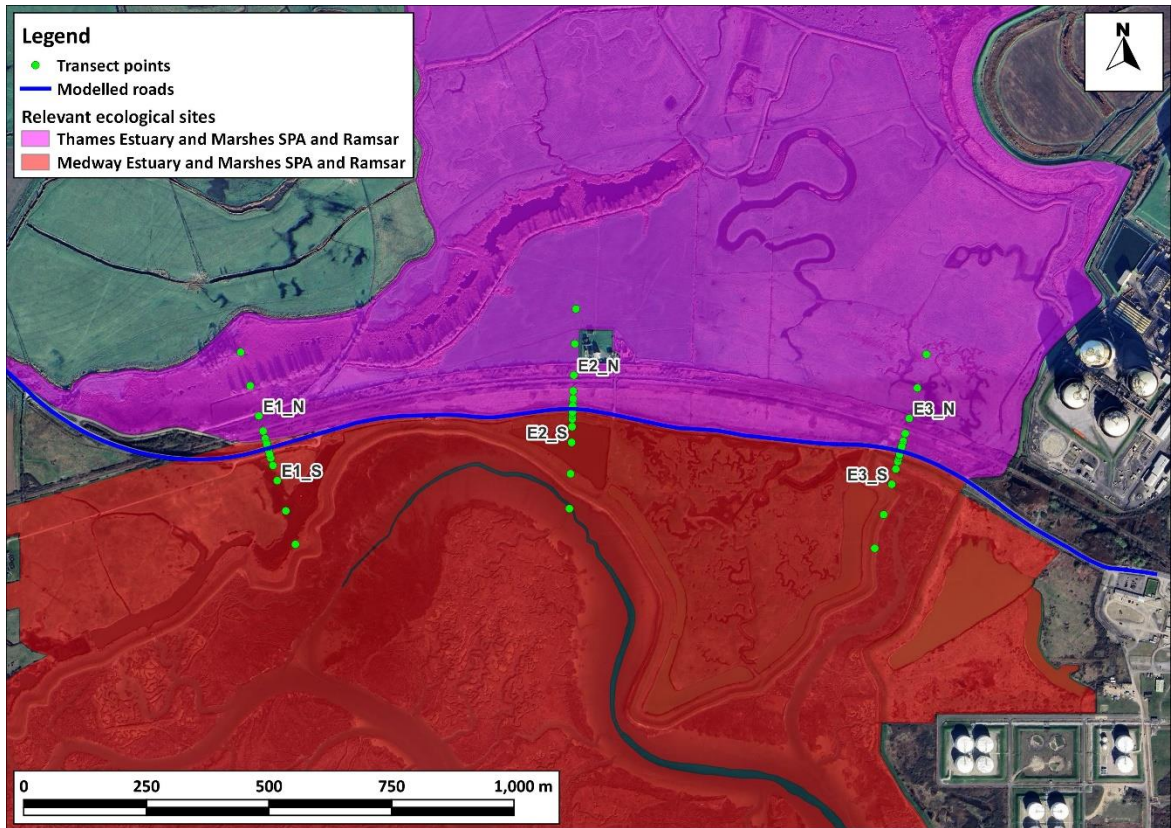 Legend
Transect points
Modelled roads
Relevant ecological sites
Thames Estuary and Marshes SPA and Ramsar
Medway Estuary and Marshes SPA and Ramsar
N
E1_N
E2_N
E3_N
E2_S
E1_S
E3_S
0 250 500 750 1,000 m